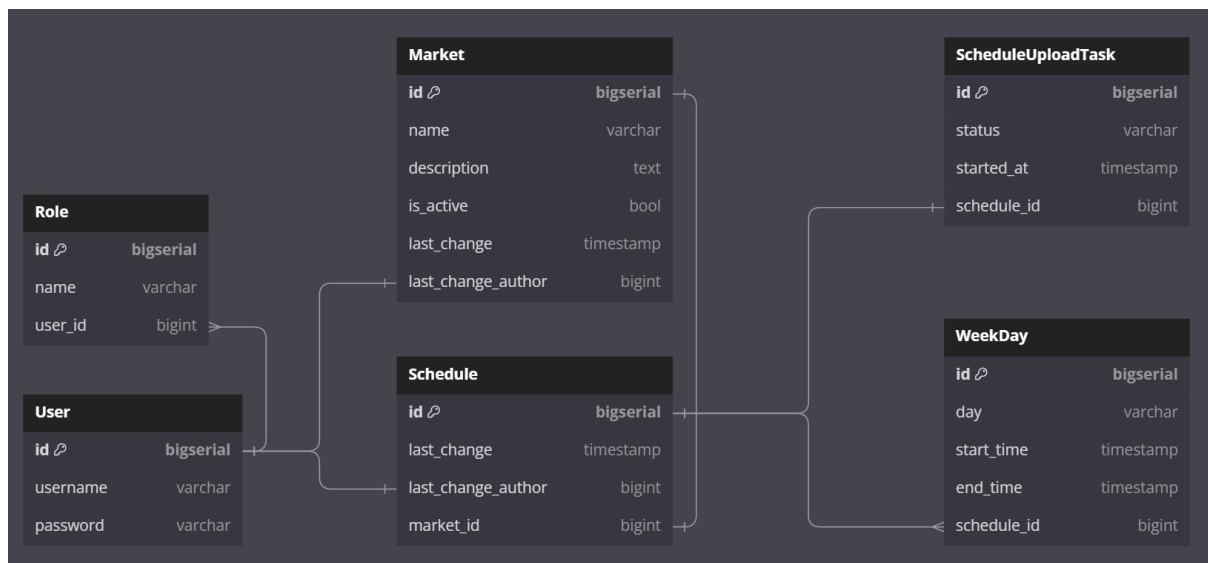 Market
id bigserial
name varchar
description text
is_active bool
last_change timestamp
last_change_author bigint
ScheduleUploadTask
id bigserial
status varchar
started_at timestamp
schedule_id bigint
Role
id bigserial
name varchar
user_id bigint
User
id bigserial
username varchar
password varchar
Schedule
id bigserial
last_change timestamp
last_change_author bigint
market_id bigint
WeekDay
id bigserial
day varchar
start_time timestamp
end_time timestamp
schedule_id bigint